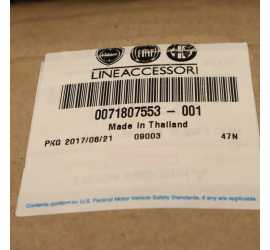 LINEACCESSORI
0071807553 - 001
Made in Thailand
PKG 2017/06/21 09003 47N
Contents conform to U.S. Federal Motor Vehicle Safety Standards, if any are applicable.